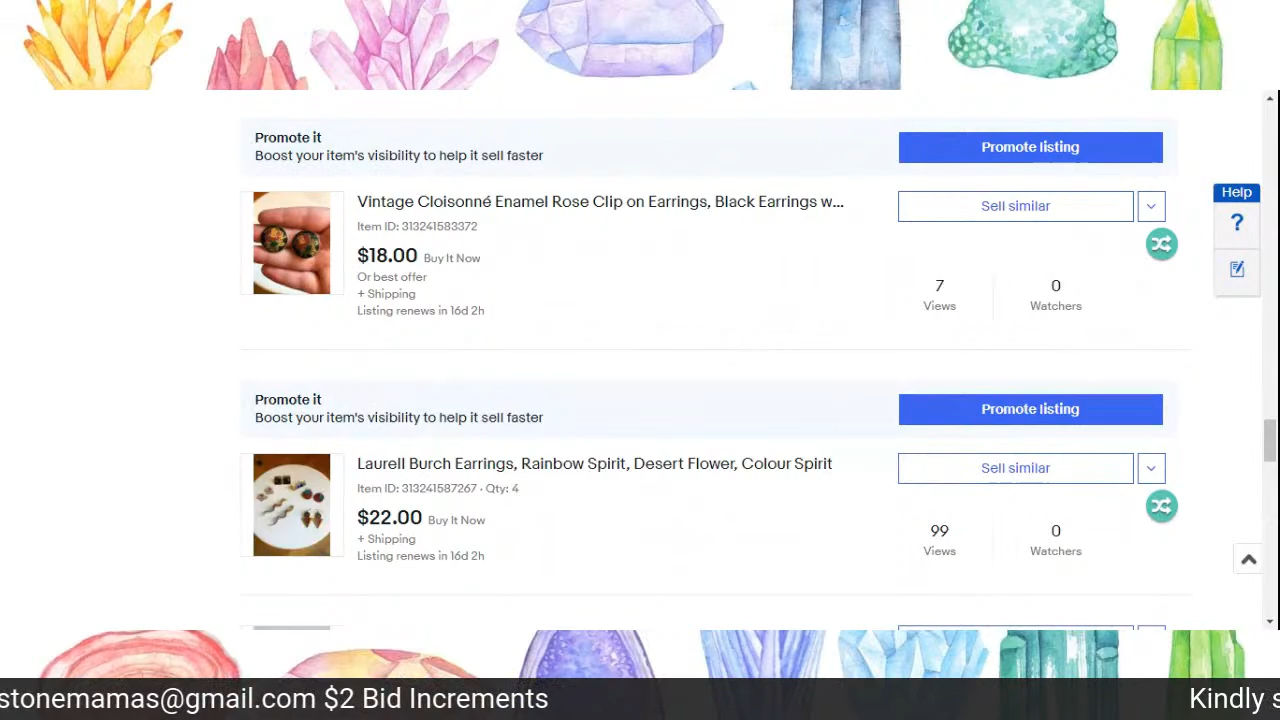 Promote it
Boost your item's visibility to help it sell faster
Promote listing
Help
?
Vintage Cloisonné Enamel Rose Clip on Earrings, Black Earrings w...
Sell similar
Item ID: 313241583372
$18.00 Buy It Now
Or best offer
+ Shipping
Listing renews in 16d 2h
7
Views
0
Watchers
Promote it
Boost your item's visibility to help it sell faster
Promote listing
Laurell Burch Earrings, Rainbow Spirit, Desert Flower, Colour Spirit
Sell similar
Item ID: 313241587267 · Qty: 4
$22.00 Buy It Now
+ Shipping
Listing renews in 16d 2h
99
Views
0
Watchers
stonemamas@gmail.com $2 Bid Increments
Kindly s